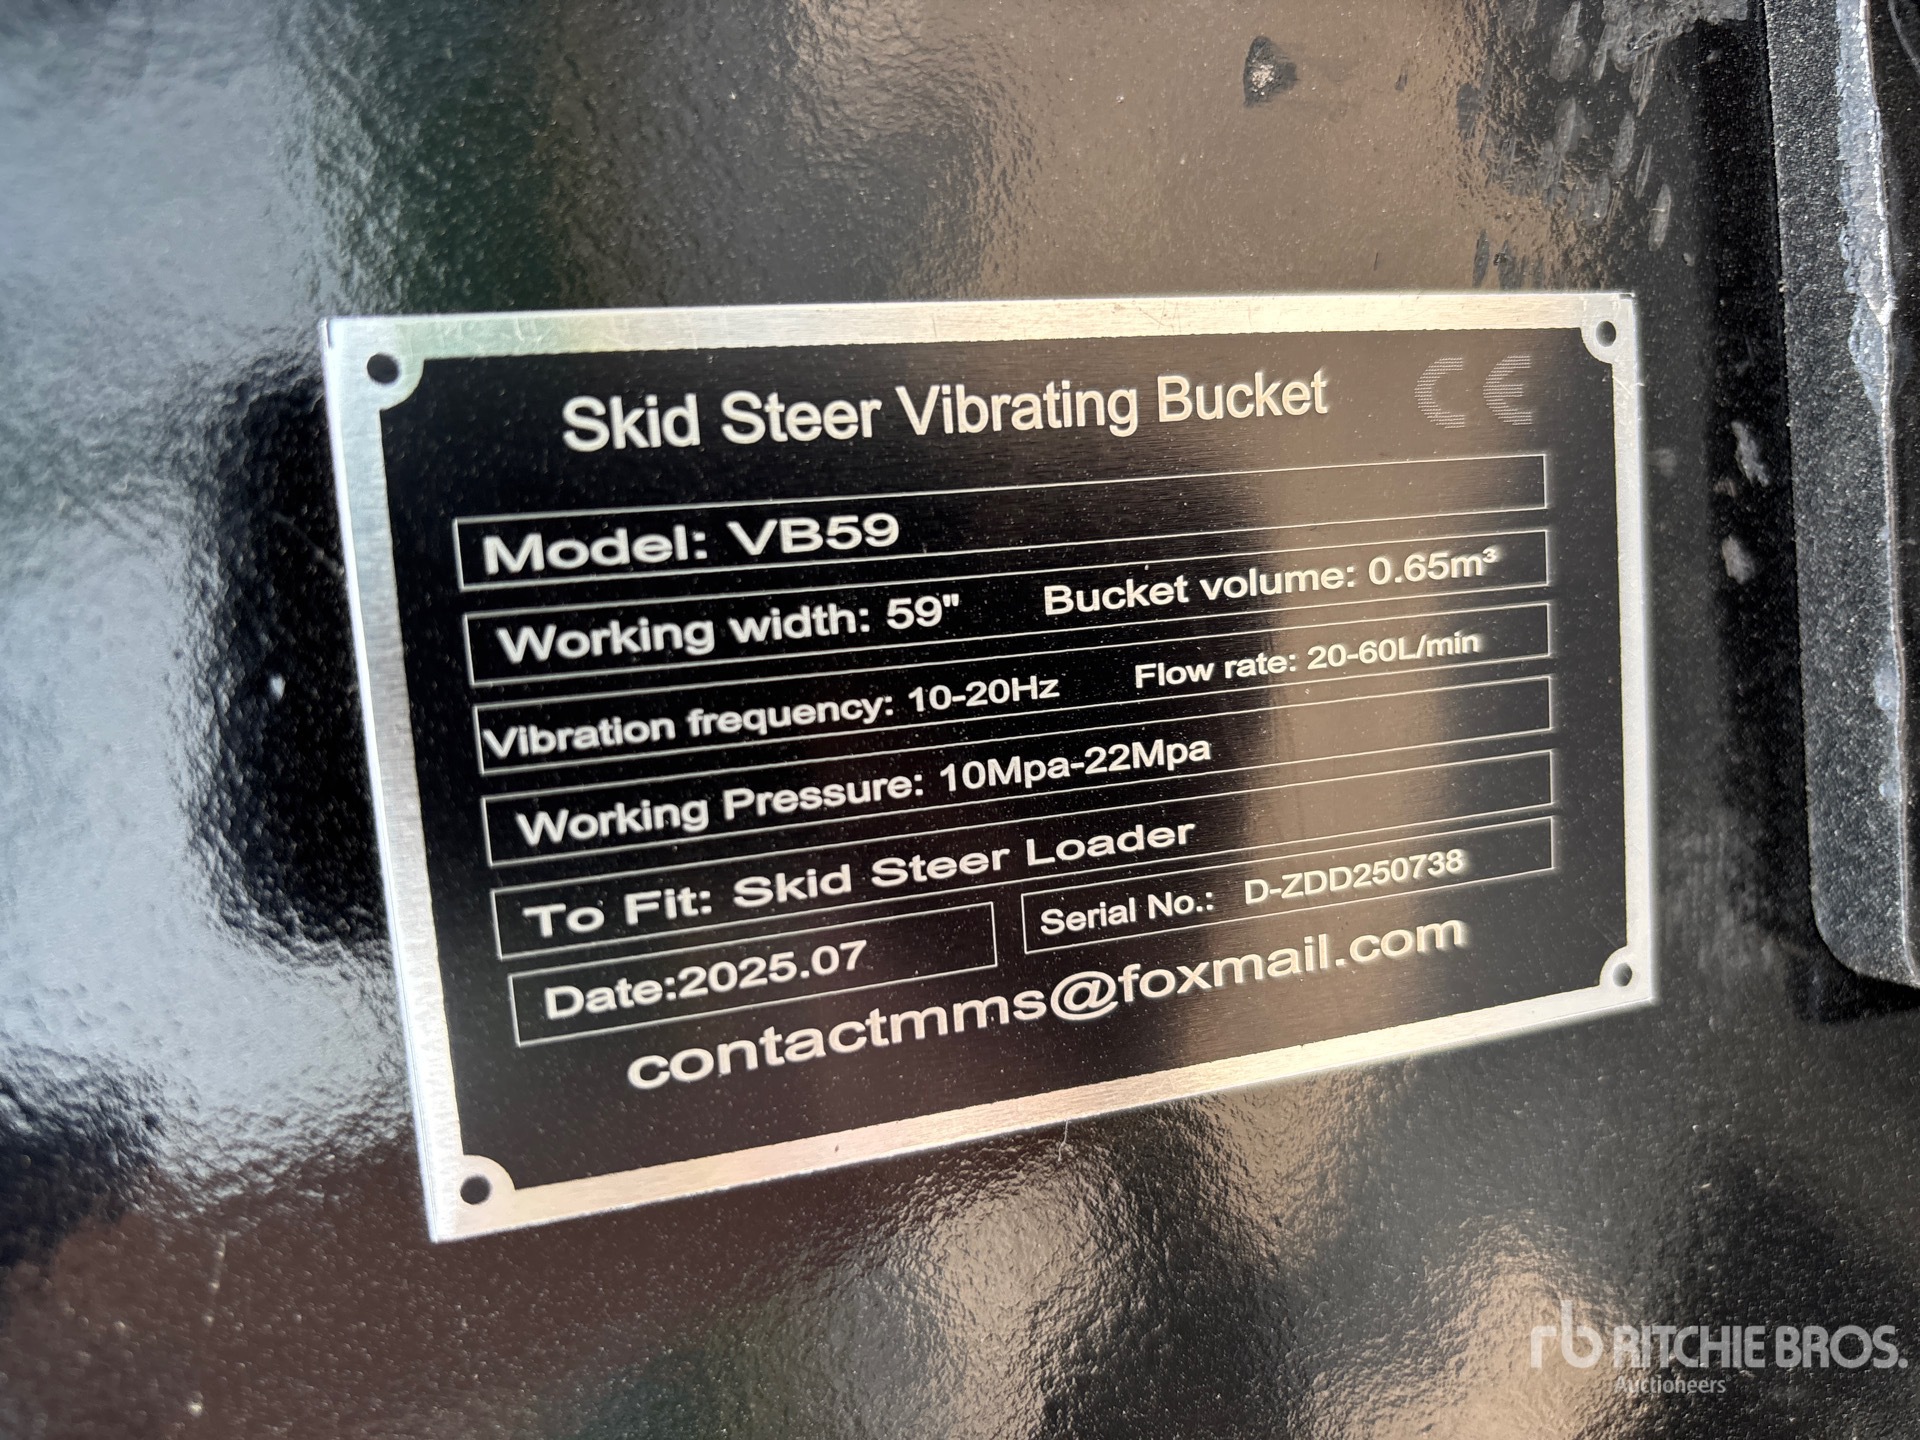 Skid Steer Vibrating Bucket CE
Model: VB59
Working width: 59" Bucket volume: 0.65m³
Vibration frequency: 10-20Hz Flow rate: 20-60L/min
Working Pressure: 10Mpa-22Mpa
To Fit: Skid Steer Loader
Date:2025.07 Serial No.: D-ZDD250738
contactmms@foxmail.com
rb RITCHIE BROS.
Auctioneers